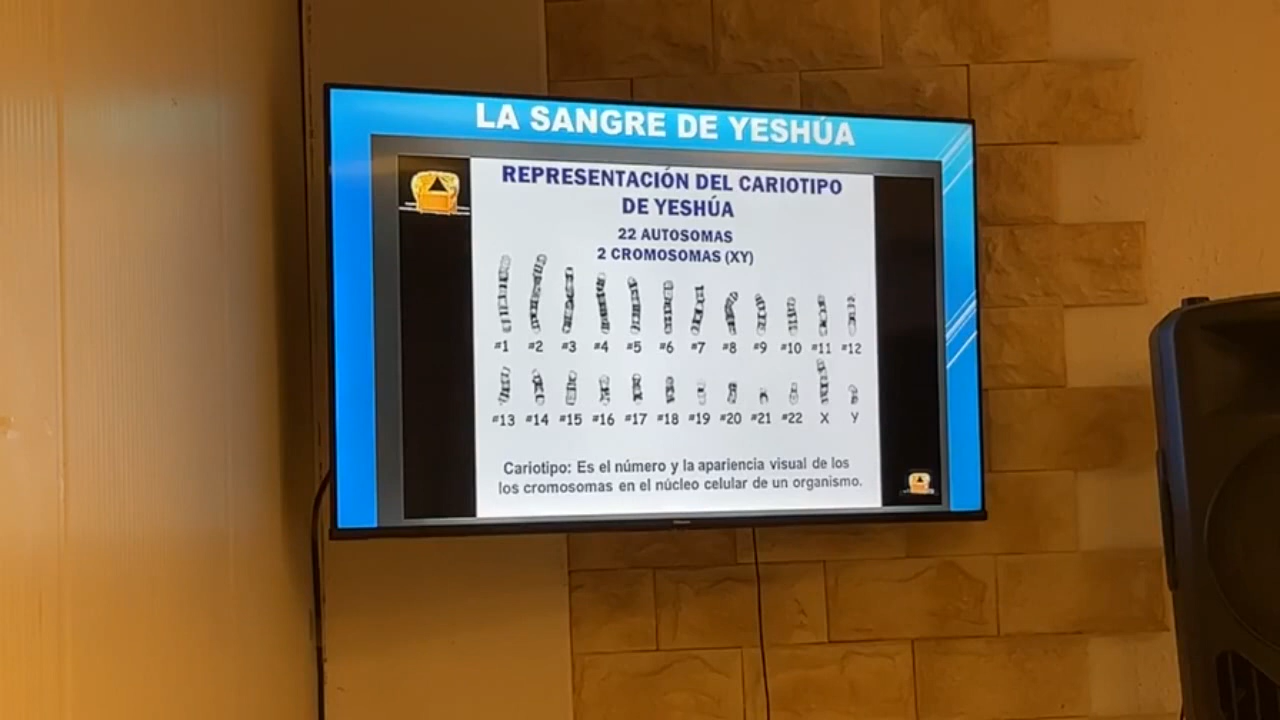 LA SANGRE DE YESHÚA
REPRESENTACIÓN DEL CARIOTIPO
DE YESHÚA
22 AUTOSOMAS
2 CROMOSOMAS (XY)
#1 #2 #3 #4 #5 #6 #7 #8 #9 #10 #11 #12
#13 #14 #15 #16 #17 #18 #19 #20 #21 #22 X Y
Cariotipo: Es el número y la apariencia visual de los
los cromosomas en el núcleo celular de un organismo.